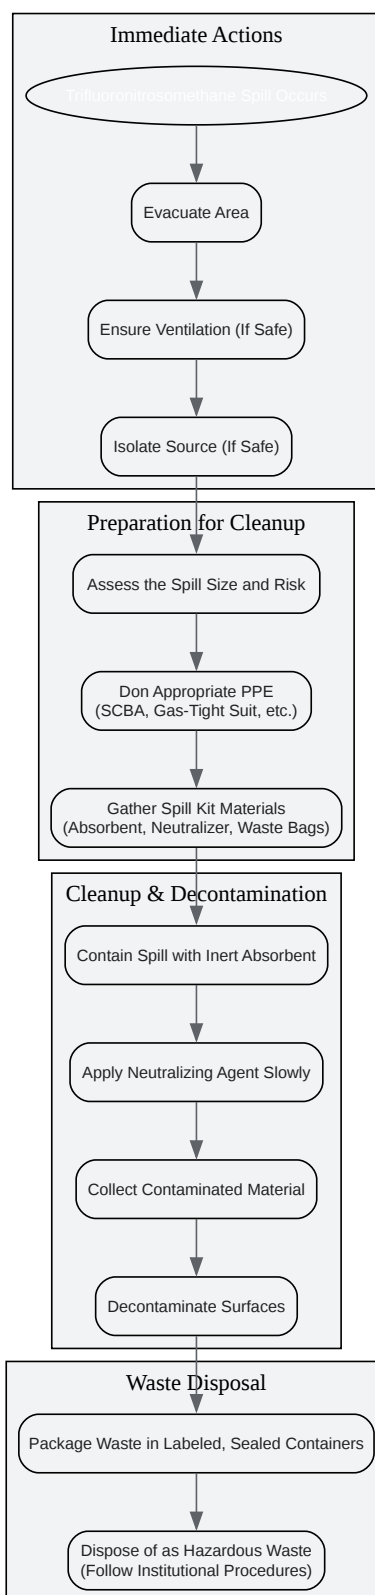 Immediate Actions
Trifluoronitrosomethane Spill Occurs
Evacuate Area
Ensure Ventilation (If Safe)
Isolate Source (If Safe)
Preparation for Cleanup
Assess the Spill Size and Risk
Don Appropriate PPE
(SCBA, Gas-Tight Suit, etc.)
Gather Spill Kit Materials
(Absorbent, Neutralizer, Waste Bags)
Cleanup & Decontamination
Contain Spill with Inert Absorbent
Apply Neutralizing Agent Slowly
Collect Contaminated Material
Decontaminate Surfaces
Waste Disposal
Package Waste in Labeled, Sealed Containers
Dispose of as Hazardous Waste
(Follow Institutional Procedures)